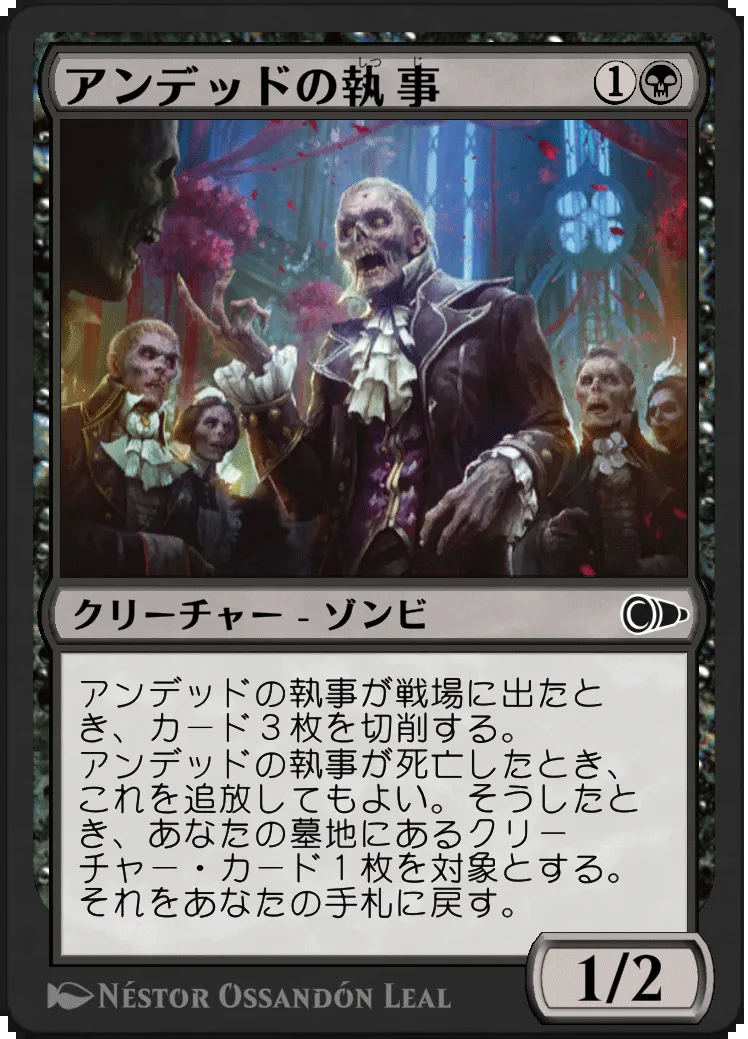 アンデッドの執事
しつじ
1
クリーチャー - ゾンビ
アンデッドの執事が戦場に出たと
き、カード３枚を切削する。
アンデッドの執事が死亡したとき、
これを追放してもよい。そうしたと
き、あなたの墓地にあるクリー
チャー・カード１枚を対象とする。
それをあなたの手札に戻す。
1/2
NÉSTOR OSSANDÓN LEAL